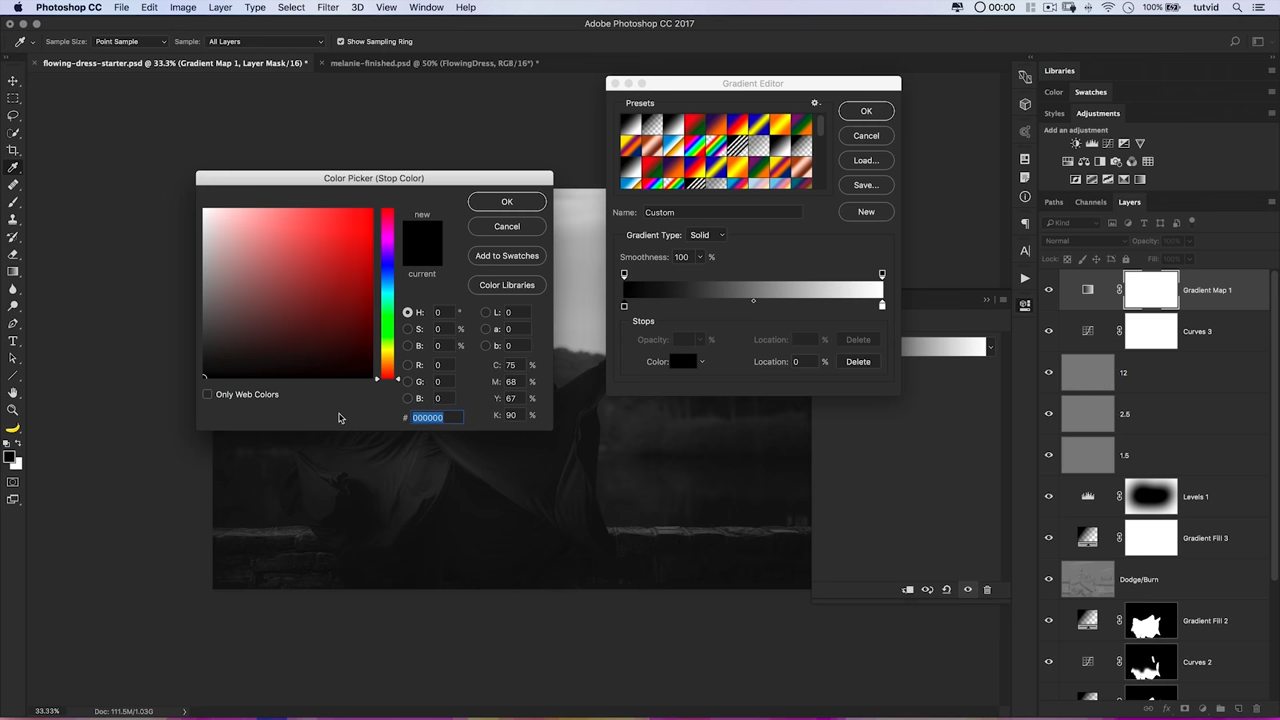 Photoshop CC File Edit Image Layer Type Select Filter 3D View Window Help 00:00 100% tutvid
Adobe Photoshop CC 2017
Sample Size: Point Sample Sample: All Layers Show Sampling Ring
flowing-dress-starter.psd @ 33.3% (Gradient Map 1, Layer Mask/16) * melanie-finished.psd @ 50% (FlowingDress, RGB/16*) *
Gradient Editor
Presets
OK
Cancel
Load...
Save...
New
Name: Custom
Gradient Type: Solid
Smoothness: 100 %
Stops
Opacity: % Location: % Delete
Color: Location: 0 % Delete
Color Picker (Stop Color)
new
current
OK
Cancel
Add to Swatches
Color Libraries
H: 0 ° L: 0
S: 0 % a: 0
B: 0 % b: 0
R: 0 C: 75 %
G: 0 M: 68 %
B: 0 Y: 67 %
# 000000 K: 90 %
Only Web Colors
Libraries
Color Swatches
Styles Adjustments
Add an adjustment
Paths Channels Layers
Kind
Normal Opacity: 100%
Lock: Fill: 100%
Gradient Map 1
Curves 3
12
2.5
1.5
Levels 1
Gradient Fill 3
Dodge/Burn
Gradient Fill 2
Curves 2
33.33% Doc: 111.5M/1.03G